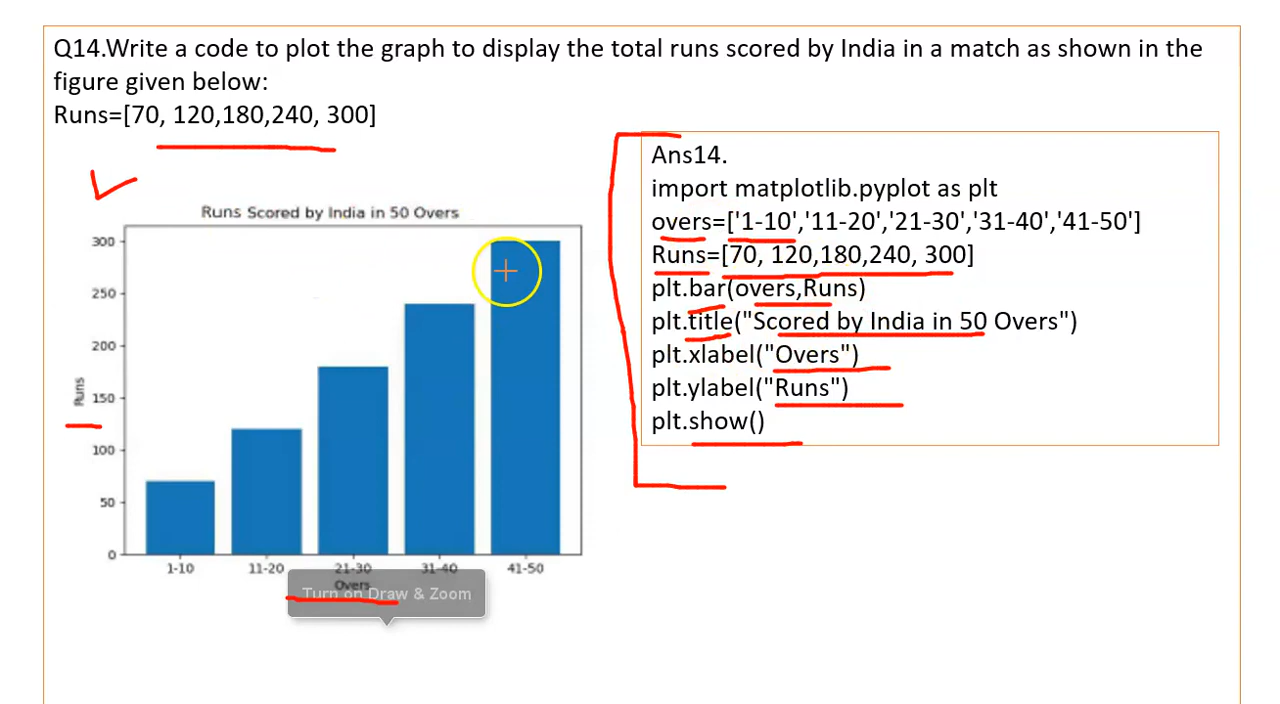 Q14.Write a code to plot the graph to display the total runs scored by India in a match as shown in the
figure given below:
Runs=[70, 120,180,240, 300]
Ans14.
import matplotlib.pyplot as plt
overs=['1-10','11-20','21-30','31-40','41-50']
Runs=[70, 120,180,240, 300]
plt.bar(overs,Runs)
plt.title("Scored by India in 50 Overs")
plt.xlabel("Overs")
plt.ylabel("Runs")
plt.show()
Runs Scored by India in 50 Overs
300
250
200
150
100
50
0
Runs
1-10 11-20 21-30 31-40 41-50
Overs
Turn on Draw & Zoom